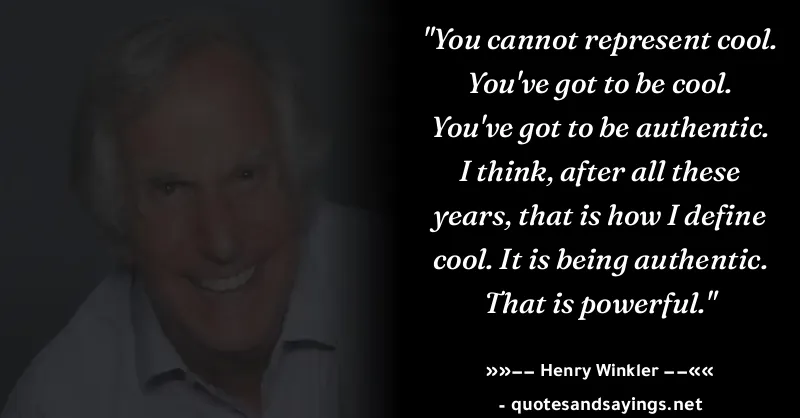 "You cannot represent cool.
You've got to be cool.
You've got to be authentic.
I think, after all these
years, that is how I define
cool. It is being authentic.
That is powerful."
»»–– Henry Winkler ––««
- quotesandsayings.net